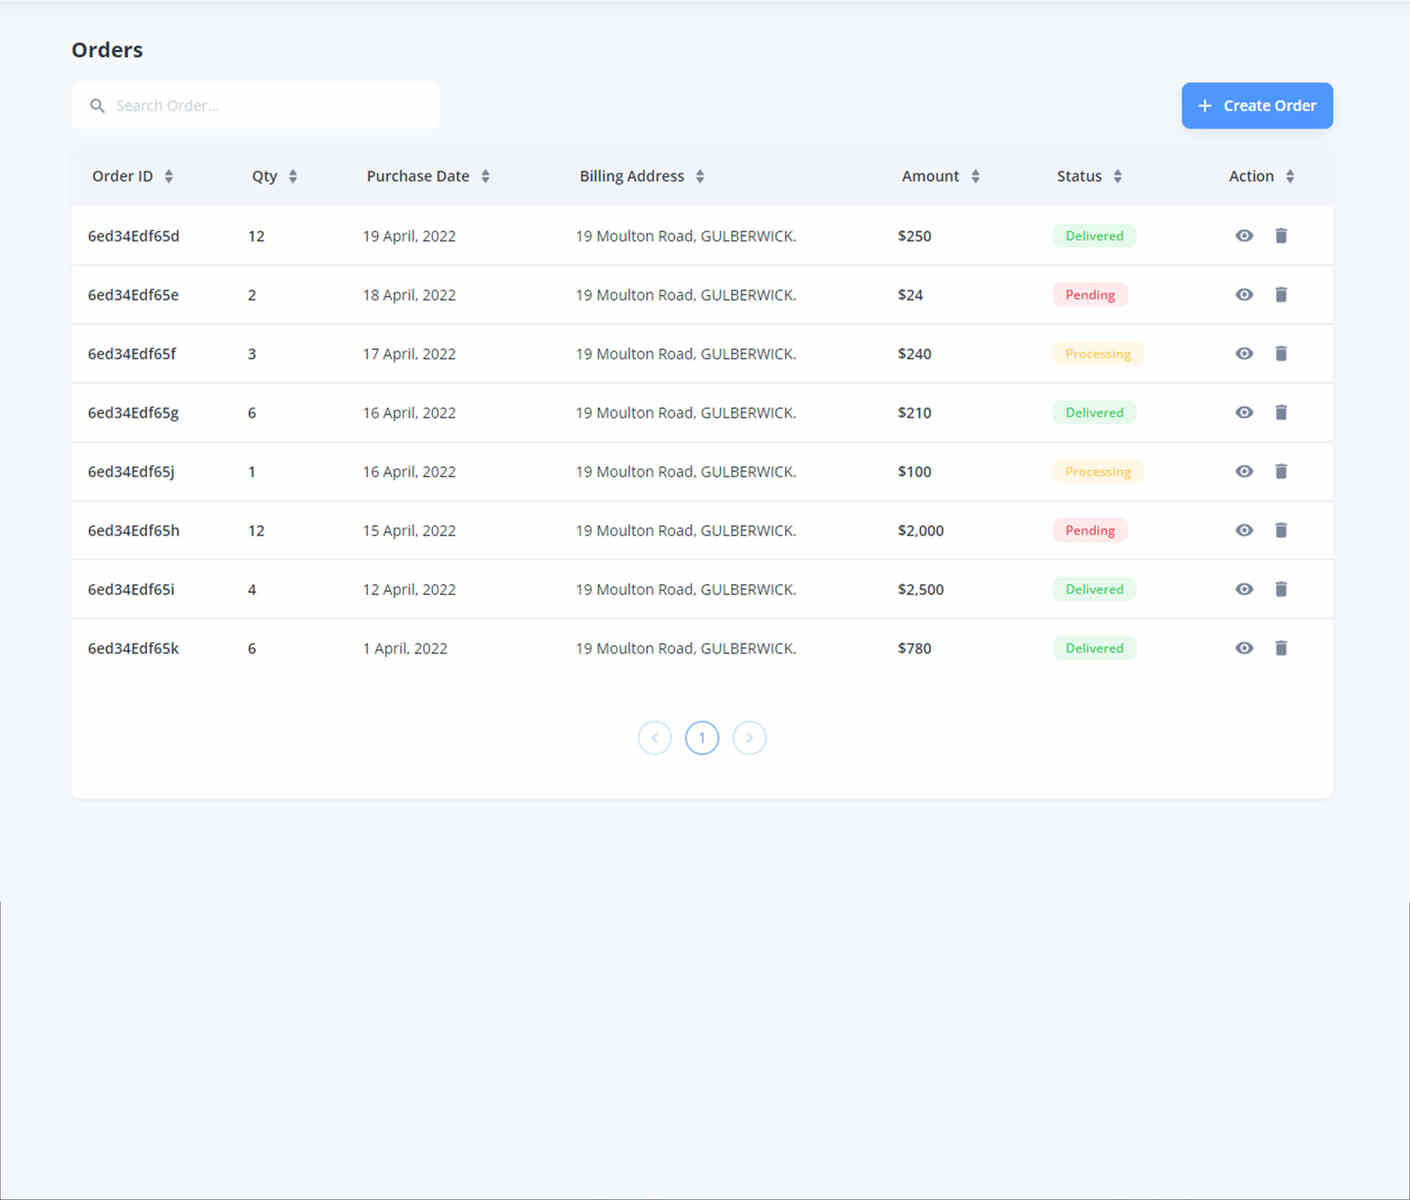 Orders
Search Order...
+ Create Order
Order ID Qty Purchase Date Billing Address Amount Status Action
6ed34Edf65d 12 19 April, 2022 19 Moulton Road, GULBERWICK. $250 Delivered
6ed34Edf65e 2 18 April, 2022 19 Moulton Road, GULBERWICK. $24 Pending
6ed34Edf65f 3 17 April, 2022 19 Moulton Road, GULBERWICK. $240 Processing
6ed34Edf65g 6 16 April, 2022 19 Moulton Road, GULBERWICK. $210 Delivered
6ed34Edf65j 1 16 April, 2022 19 Moulton Road, GULBERWICK. $100 Processing
6ed34Edf65h 12 15 April, 2022 19 Moulton Road, GULBERWICK. $2,000 Pending
6ed34Edf65i 4 12 April, 2022 19 Moulton Road, GULBERWICK. $2,500 Delivered
6ed34Edf65k 6 1 April, 2022 19 Moulton Road, GULBERWICK. $780 Delivered
< 1 >